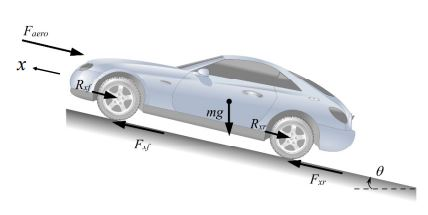 F_aero
x
R_xf
mg
R_xr
F_xf
F_xr
θ